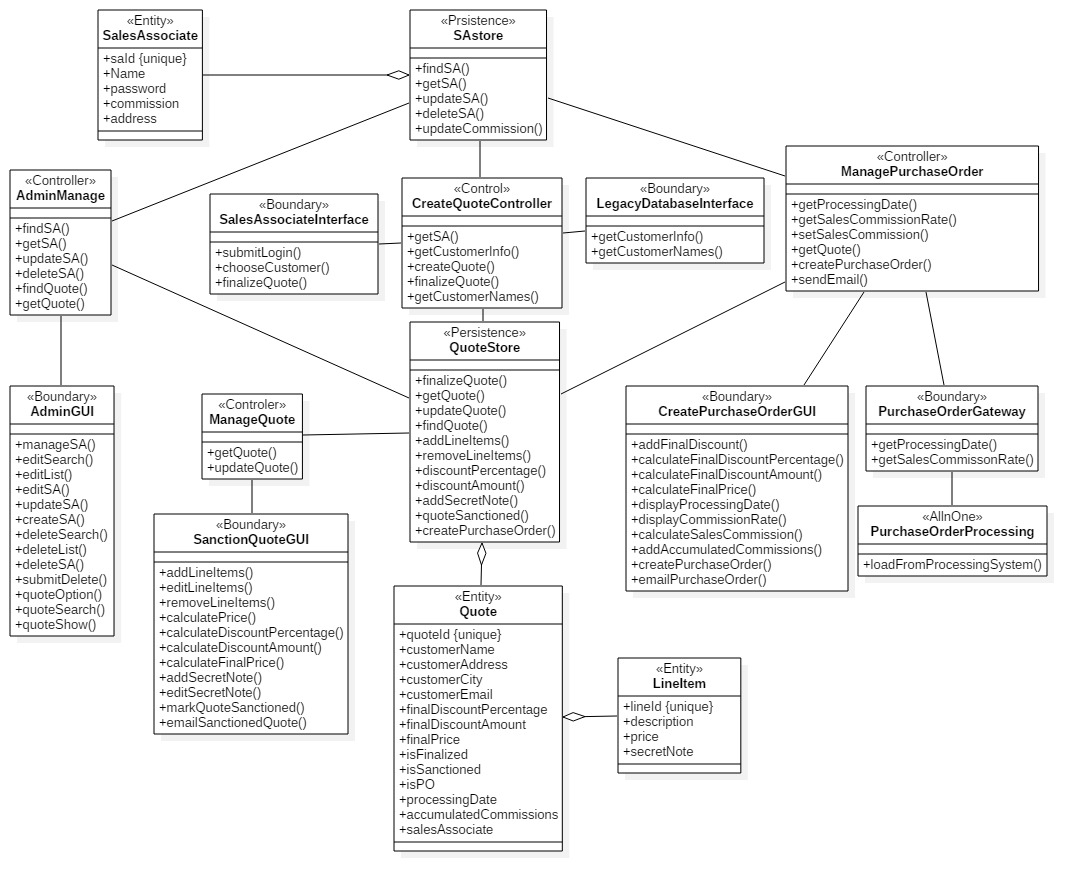 «Entity»
SalesAssociate
+saId {unique}
+Name
+password
+commission
+address
«Prsistence»
SAstore
+findSA()
+getSA()
+updateSA()
+deleteSA()
+updateCommission()
«Controller»
AdminManage
+findSA()
+getSA()
+updateSA()
+deleteSA()
+findQuote()
+getQuote()
«Boundary»
SalesAssociateInterface
+submitLogin()
+chooseCustomer()
+finalizeQuote()
«Control»
CreateQuoteController
+getSA()
+getCustomerInfo()
+createQuote()
+finalizeQuote()
+getCustomerNames()
«Boundary»
LegacyDatabaseInterface
+getCustomerInfo()
+getCustomerNames()
«Controller»
ManagePurchaseOrder
+getProcessingDate()
+getSalesCommissionRate()
+setSalesCommission()
+getQuote()
+createPurchaseOrder()
+sendEmail()
«Boundary»
AdminGUI
+manageSA()
+editSearch()
+editList()
+editSA()
+updateSA()
+createSA()
+deleteSearch()
+deleteList()
+deleteSA()
+submitDelete()
+quoteOption()
+quoteSearch()
+quoteShow()
«Controler»
ManageQuote
+getQuote()
+updateQuote()
«Persistence»
QuoteStore
+finalizeQuote()
+getQuote()
+updateQuote()
+findQuote()
+addLineItems()
+removeLineItems()
+discountPercentage()
+discountAmount()
+addSecretNote()
+quoteSanctioned()
+createPurchaseOrder()
«Boundary»
CreatePurchaseOrderGUI
+addFinalDiscount()
+calculateFinalDiscountPercentage()
+calculateFinalDiscountAmount()
+calculateFinalPrice()
+displayProcessingDate()
+displayCommissionRate()
+calculateSalesCommission()
+addAccumulatedCommissions()
+createPurchaseOrder()
+emailPurchaseOrder()
«Boundary»
PurchaseOrderGateway
+getProcessingDate()
+getSalesCommissonRate()
«AllnOne»
PurchaseOrderProcessing
+loadFromProcessingSystem()
«Boundary»
SanctionQuoteGUI
+addLineItems()
+editLineItems()
+removeLineItems()
+calculatePrice()
+calculateDiscountPercentage()
+calculateDiscountAmount()
+calculateFinalPrice()
+addSecretNote()
+editSecretNote()
+markQuoteSanctioned()
+emailSanctionedQuote()
«Entity»
Quote
+quoteId {unique}
+customerName
+customerAddress
+customerCity
+customerEmail
+finalDiscountPercentage
+finalDiscountAmount
+finalPrice
+isFinalized
+isSanctioned
+isPO
+processingDate
+accumulatedCommissions
+salesAssociate
«Entity»
LineItem
+lineId {unique}
+description
+price
+secretNote